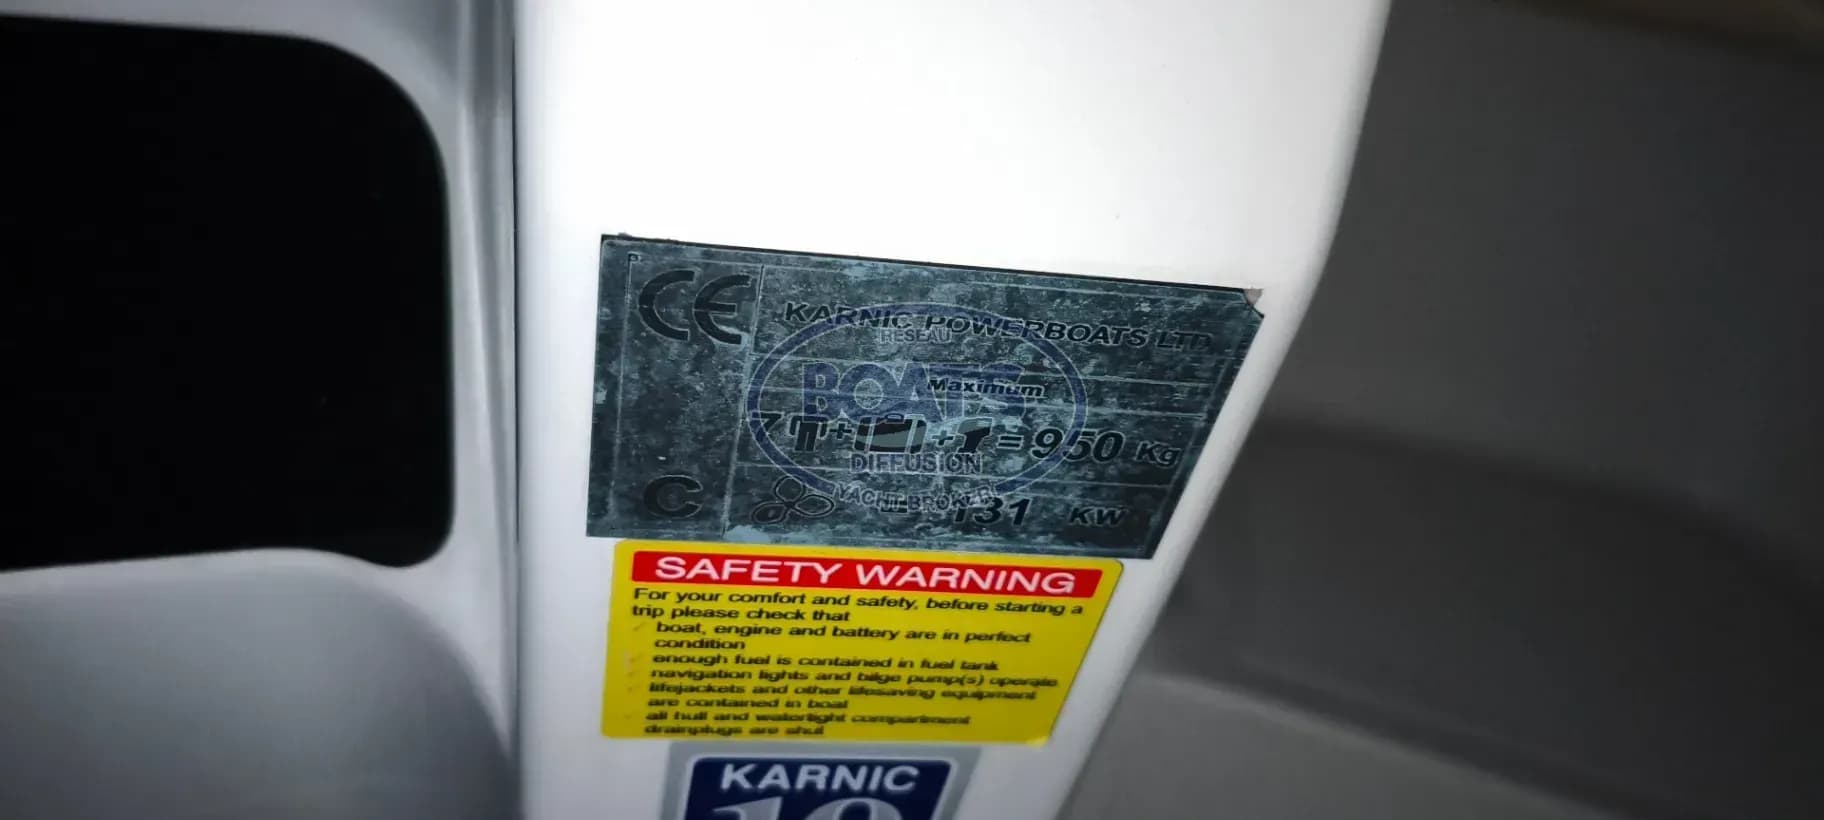 CE
KARNIC POWERBOATS LTD
Maximum
7 + + = 950 Kg
C = 131 KW
RESEAU
BOATS
DIFFUSION
YACHT BROKER
SAFETY WARNING
For your comfort and safety, before starting a
trip please check that
boat, engine and battery are in perfect
condition
enough fuel is contained in fuel tank
navigation lights and bilge pump(s) operate
lifejackets and other lifesaving equipment
are contained in boat
all hull and watertight compartment
drainplugs are shut
KARNIC